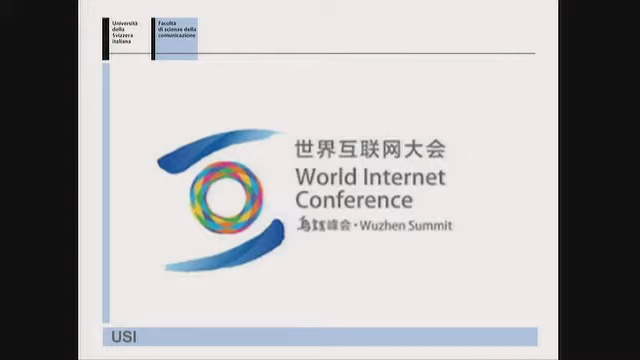 Università
della
Svizzera
italiana
Facoltà
di scienze della
comunicazione
世界互联网大会
World Internet
Conference
乌镇峰会·Wuzhen Summit
USI